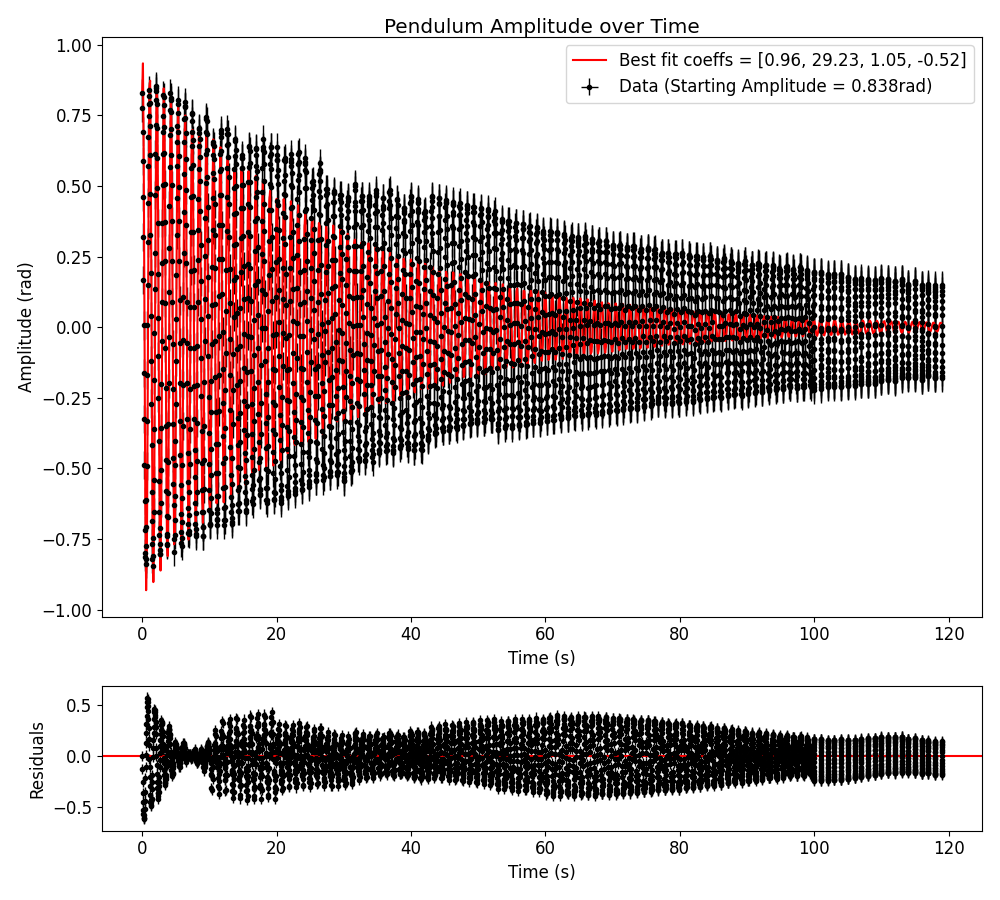 Pendulum Amplitude over Time
Best fit coeffs = [0.96, 29.23, 1.05, -0.52]
Data (Starting Amplitude = 0.838rad)
Amplitude (rad)
1.00
0.75
0.50
0.25
0.00
−0.25
−0.50
−0.75
−1.00
0 20 40 60 80 100 120
Time (s)
Residuals
0.5
0.0
−0.5
0 20 40 60 80 100 120
Time (s)